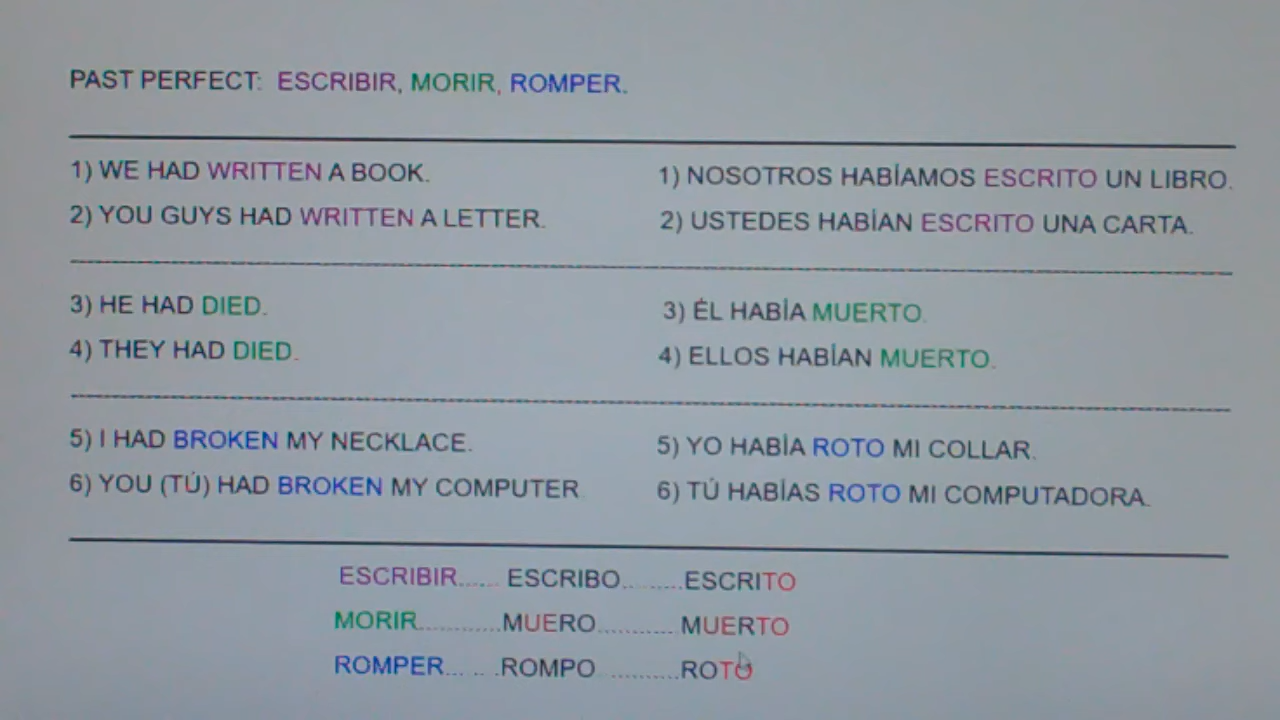 PAST PERFECT: ESCRIBIR, MORIR, ROMPER.
1) WE HAD WRITTEN A BOOK.
1) NOSOTROS HABÍAMOS ESCRITO UN LIBRO.
2) YOU GUYS HAD WRITTEN A LETTER.
2) USTEDES HABÍAN ESCRITO UNA CARTA.
3) HE HAD DIED.
3) ÉL HABÍA MUERTO.
4) THEY HAD DIED.
4) ELLOS HABÍAN MUERTO.
5) I HAD BROKEN MY NECKLACE.
5) YO HABÍA ROTO MI COLLAR.
6) YOU (TÚ) HAD BROKEN MY COMPUTER.
6) TÚ HABÍAS ROTO MI COMPUTADORA.
ESCRIBIR...... ESCRIBO.........ESCRITO
MORIR............MUERO...........MUERTO
ROMPER.... .. .ROMPO ...........ROTO